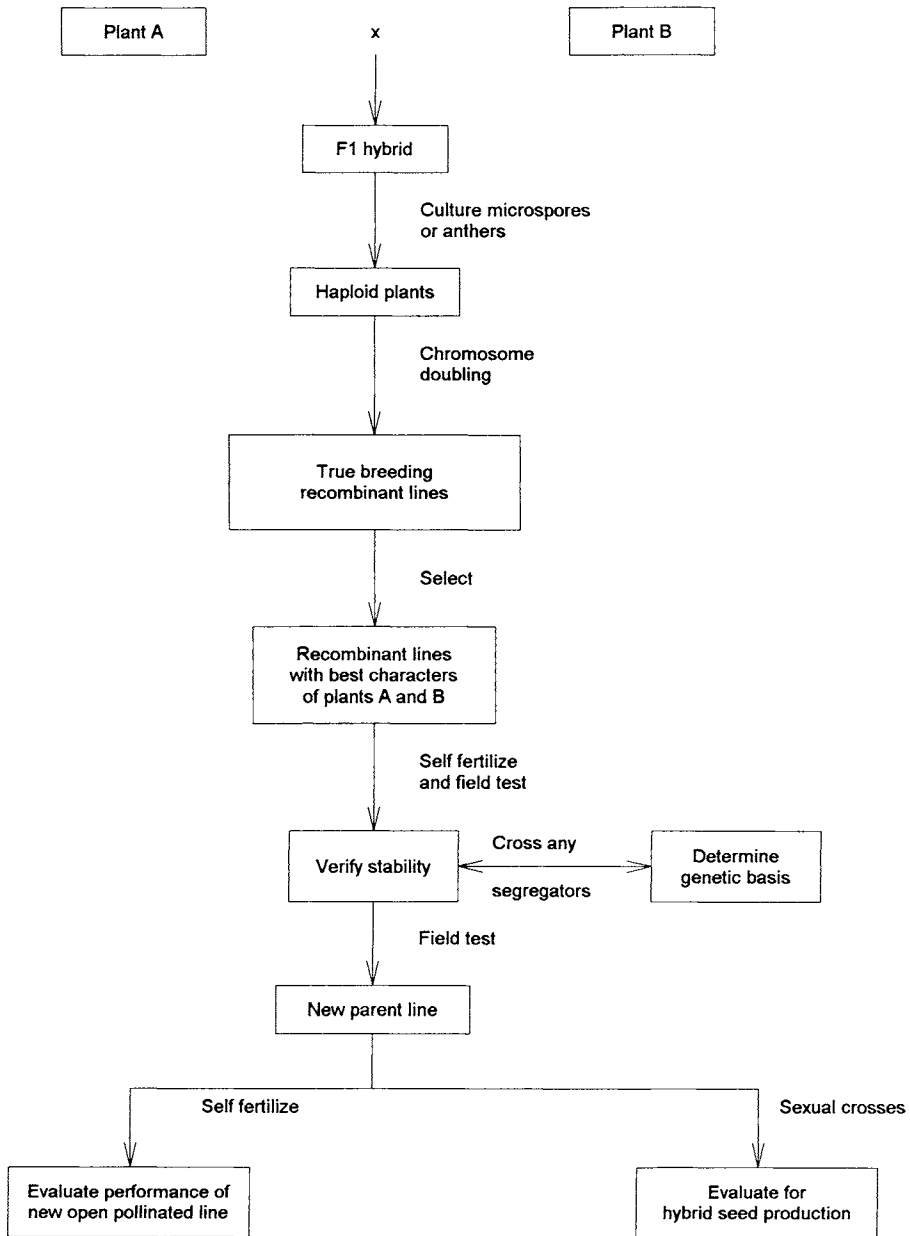 Plant A
x
Plant B
F1 hybrid
Culture microspores
or anthers
Haploid plants
Chromosome
doubling
True breeding
recombinant lines
Select
Recombinant lines
with best characters
of plants A and B
Self fertilize
and field test
Verify stability
Cross any
segregators
Determine
genetic basis
Field test
New parent line
Self fertilize
Sexual crosses
Evaluate performance of
new open pollinated line
Evaluate for
hybrid seed production